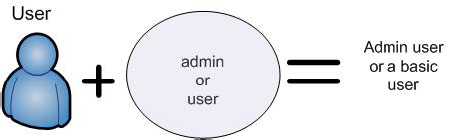 User
admin
or
user
Admin user
or a basic
user